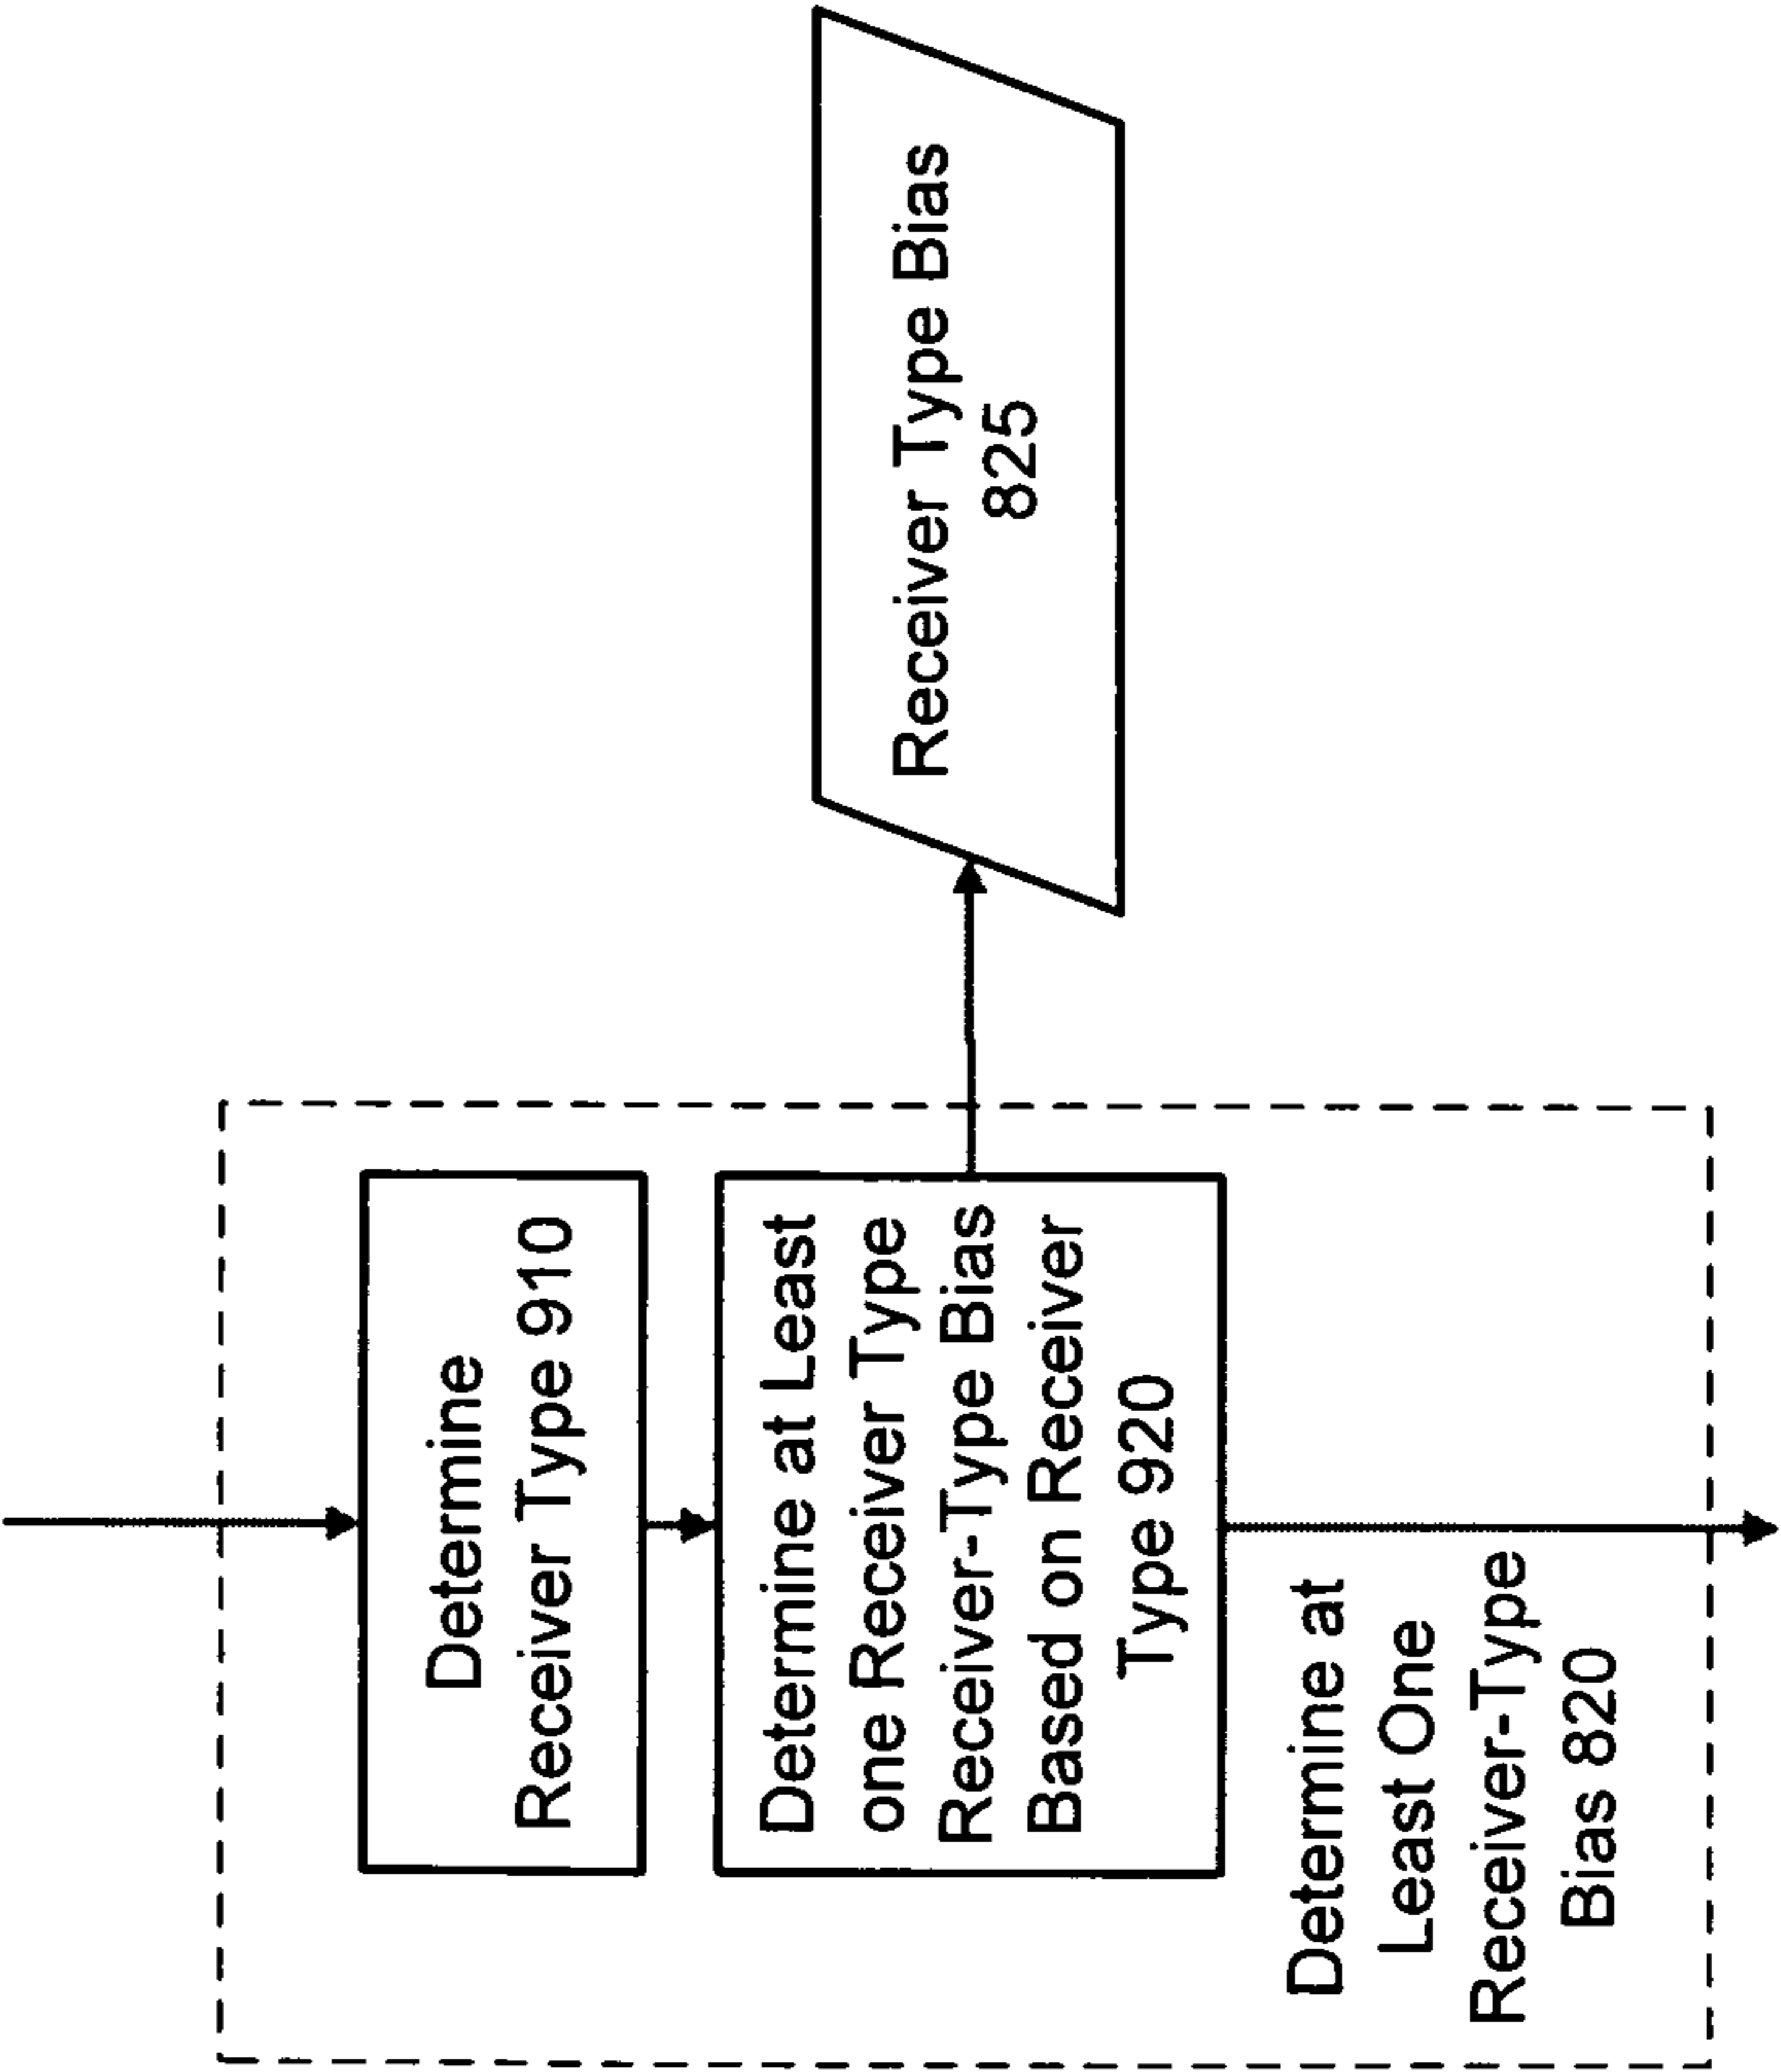 Determine
Receiver Type 910
Determine at Least
one Receiver Type
Receiver-Type Bias
Based on Receiver
Type 920
Determine at
Least One
Receiver-Type
Bias 820
Receiver Type Bias
825